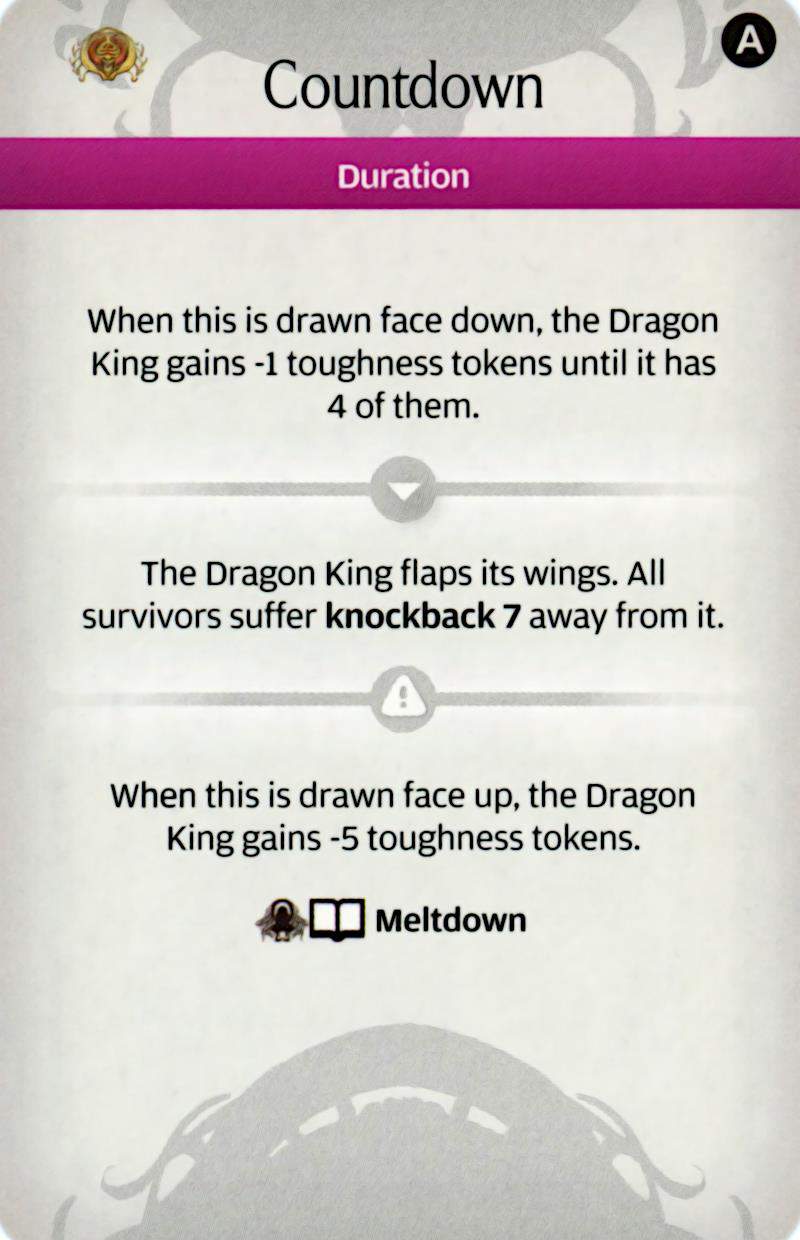 A
Countdown
Duration
When this is drawn face down, the Dragon
King gains -1 toughness tokens until it has
4 of them.
The Dragon King flaps its wings. All
survivors suffer knockback 7 away from it.
When this is drawn face up, the Dragon
King gains -5 toughness tokens.
Meltdown